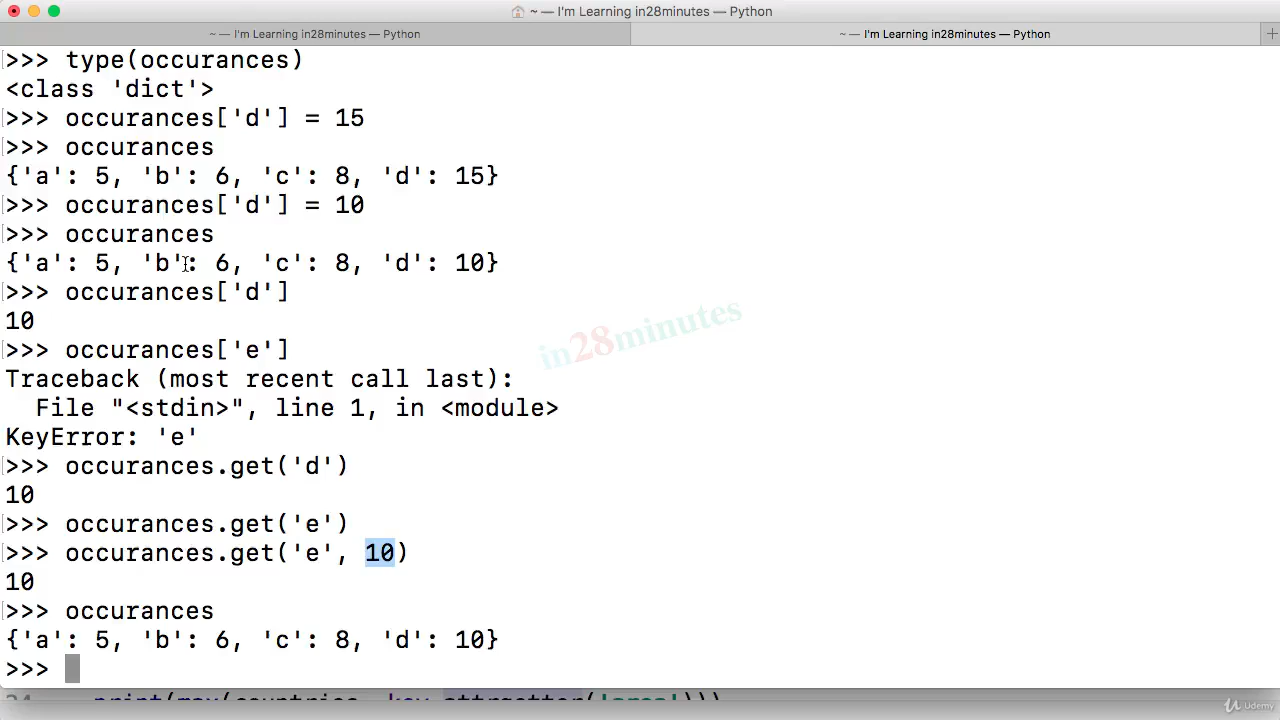 ~ — I'm Learning in28minutes — Python
~ — I'm Learning in28minutes — Python
~ — I'm Learning in28minutes — Python
>>> type(occurances)
<class 'dict'>
>>> occurances['d'] = 15
>>> occurances
{'a': 5, 'b': 6, 'c': 8, 'd': 15}
>>> occurances['d'] = 10
>>> occurances
{'a': 5, 'b': 6, 'c': 8, 'd': 10}
>>> occurances['d']
10
>>> occurances['e']
Traceback (most recent call last):
  File "<stdin>", line 1, in <module>
KeyError: 'e'
>>> occurances.get('d')
10
>>> occurances.get('e')
>>> occurances.get('e', 10)
10
>>> occurances
{'a': 5, 'b': 6, 'c': 8, 'd': 10}
>>>
in28minutes
Udemy